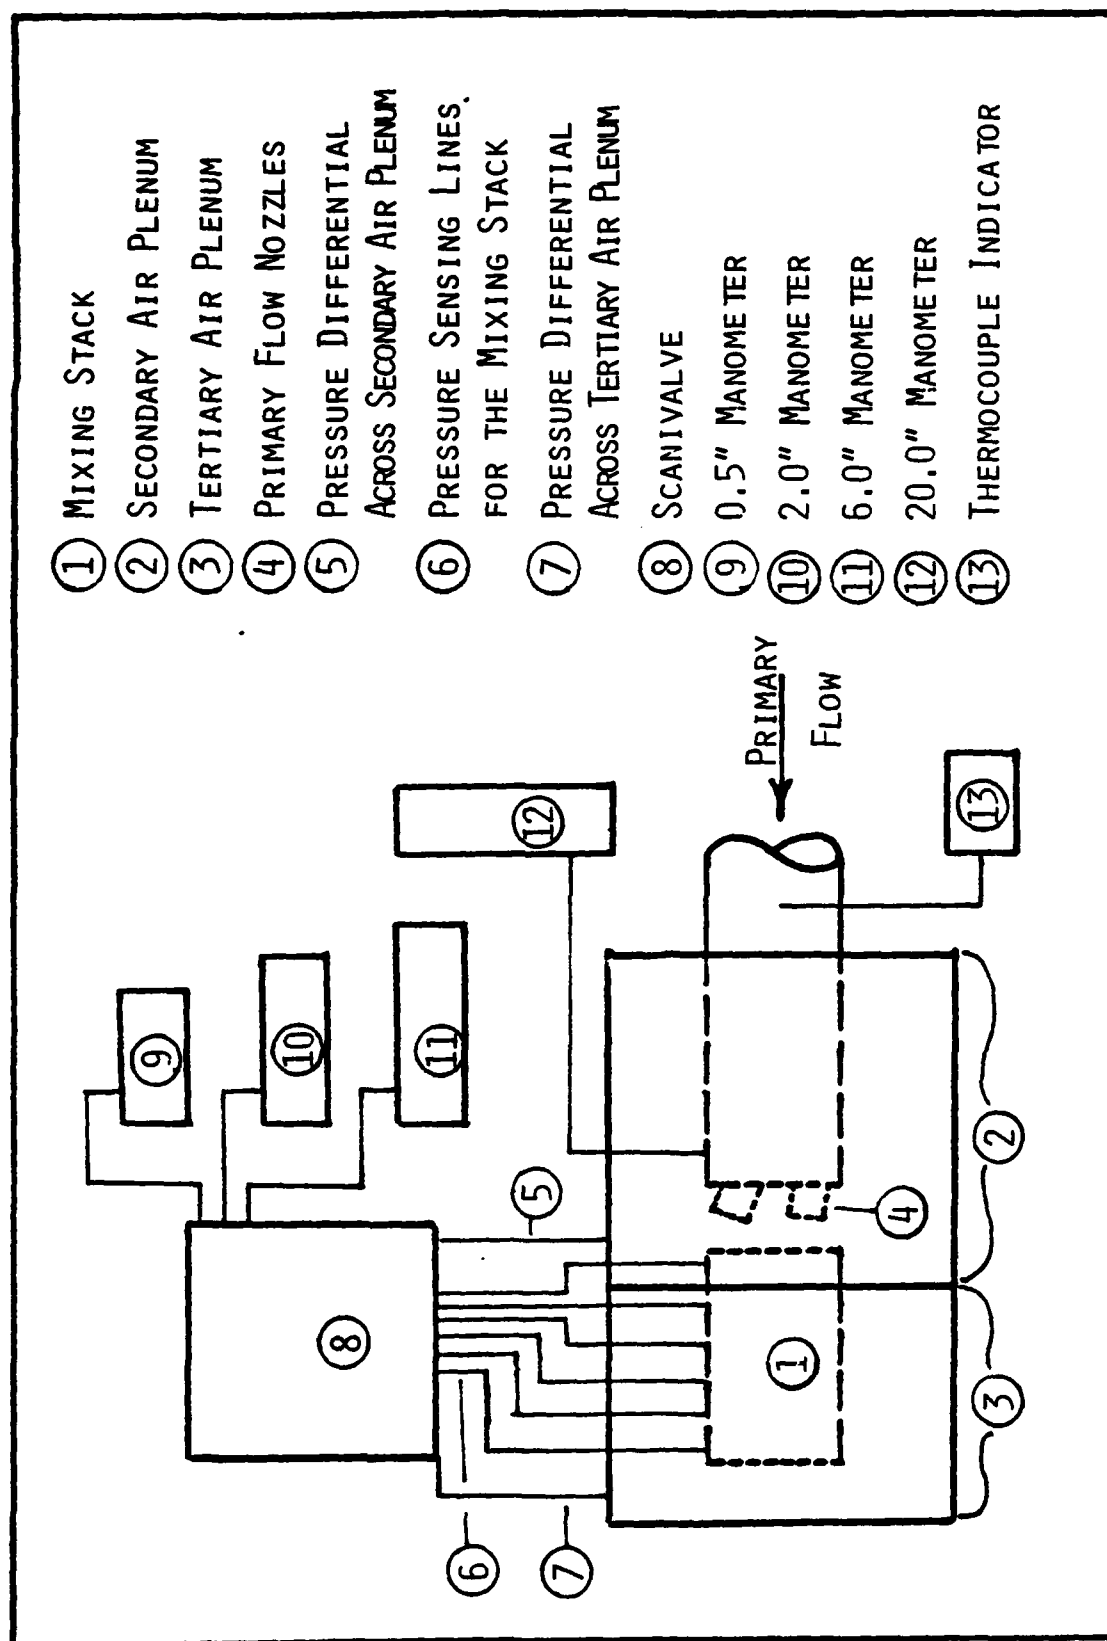 ① MIXING STACK
② SECONDARY AIR PLENUM
③ TERTIARY AIR PLENUM
④ PRIMARY FLOW NOZZLES
⑤ PRESSURE DIFFERENTIAL
ACROSS SECONDARY AIR PLENUM
⑥ PRESSURE SENSING LINES
FOR THE MIXING STACK
⑦ PRESSURE DIFFERENTIAL
ACROSS TERTIARY AIR PLENUM
⑧ SCANIVALVE
⑨ 0.5" MANOMETER
⑩ 2.0" MANOMETER
⑪ 6.0" MANOMETER
⑫ 20.0" MANOMETER
⑬ THERMOCOUPLE INDICATOR
⑨
⑩
⑪
⑫
⑧
⑤
⑥
⑦
PRIMARY
FLOW
⑬
④
①
②
③